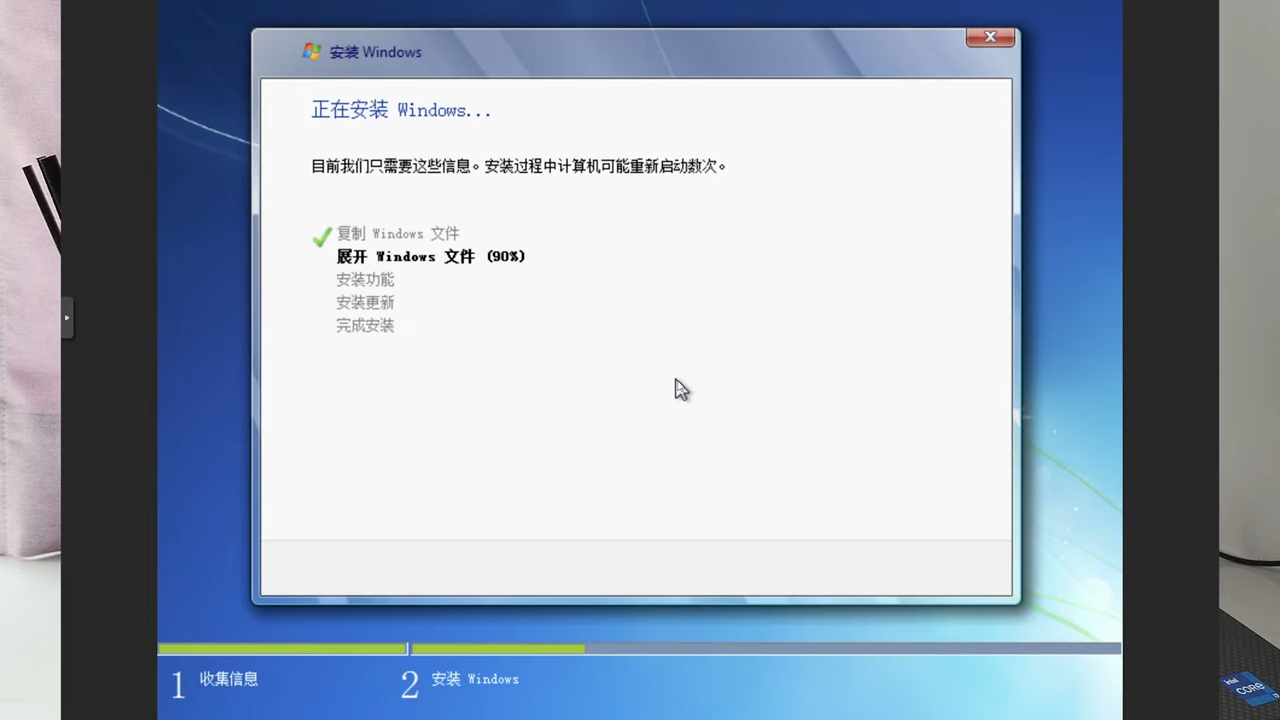 安装 Windows
正在安装 Windows...
目前我们只需要这些信息。安装过程中计算机可能重新启动数次。
复制 Windows 文件
展开 Windows 文件 (90%)
安装功能
安装更新
完成安装
1 收集信息
2 安装 Windows
intel
CORE